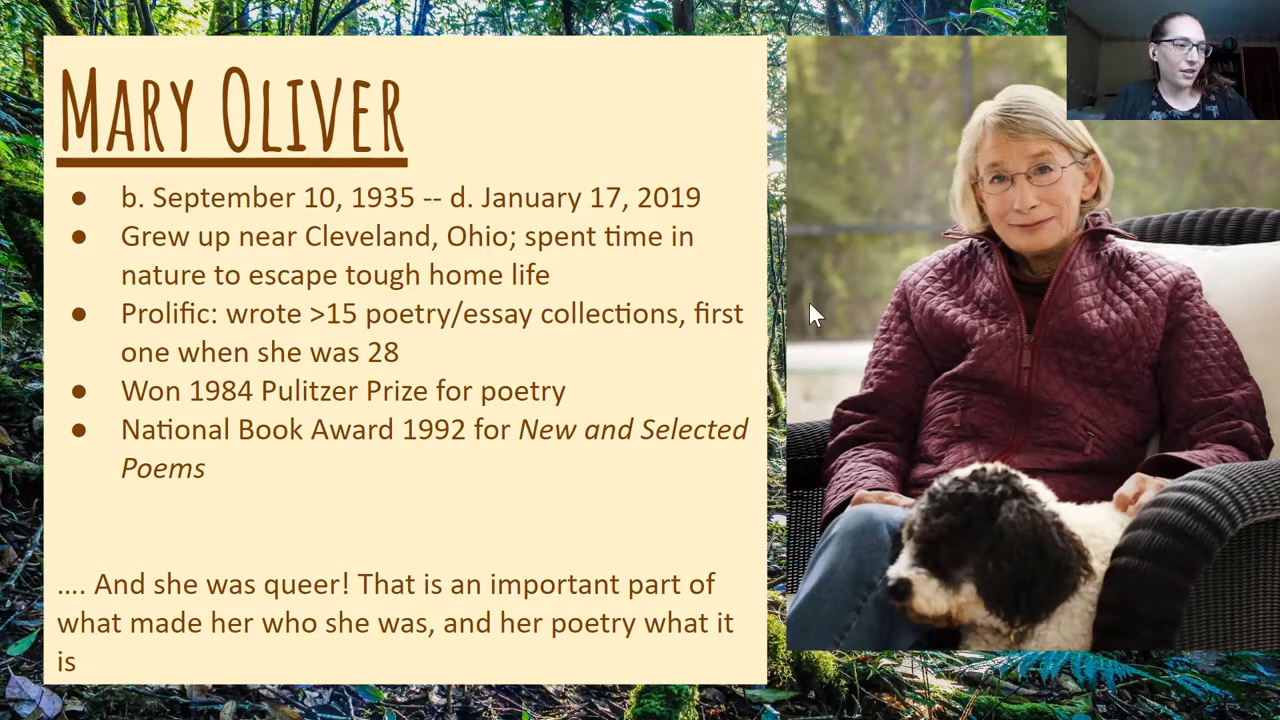 MARY OLIVER
● b. September 10, 1935 -- d. January 17, 2019
● Grew up near Cleveland, Ohio; spent time in
nature to escape tough home life
● Prolific: wrote >15 poetry/essay collections, first
one when she was 28
● Won 1984 Pulitzer Prize for poetry
● National Book Award 1992 for New and Selected
Poems
.... And she was queer! That is an important part of
what made her who she was, and her poetry what it
is